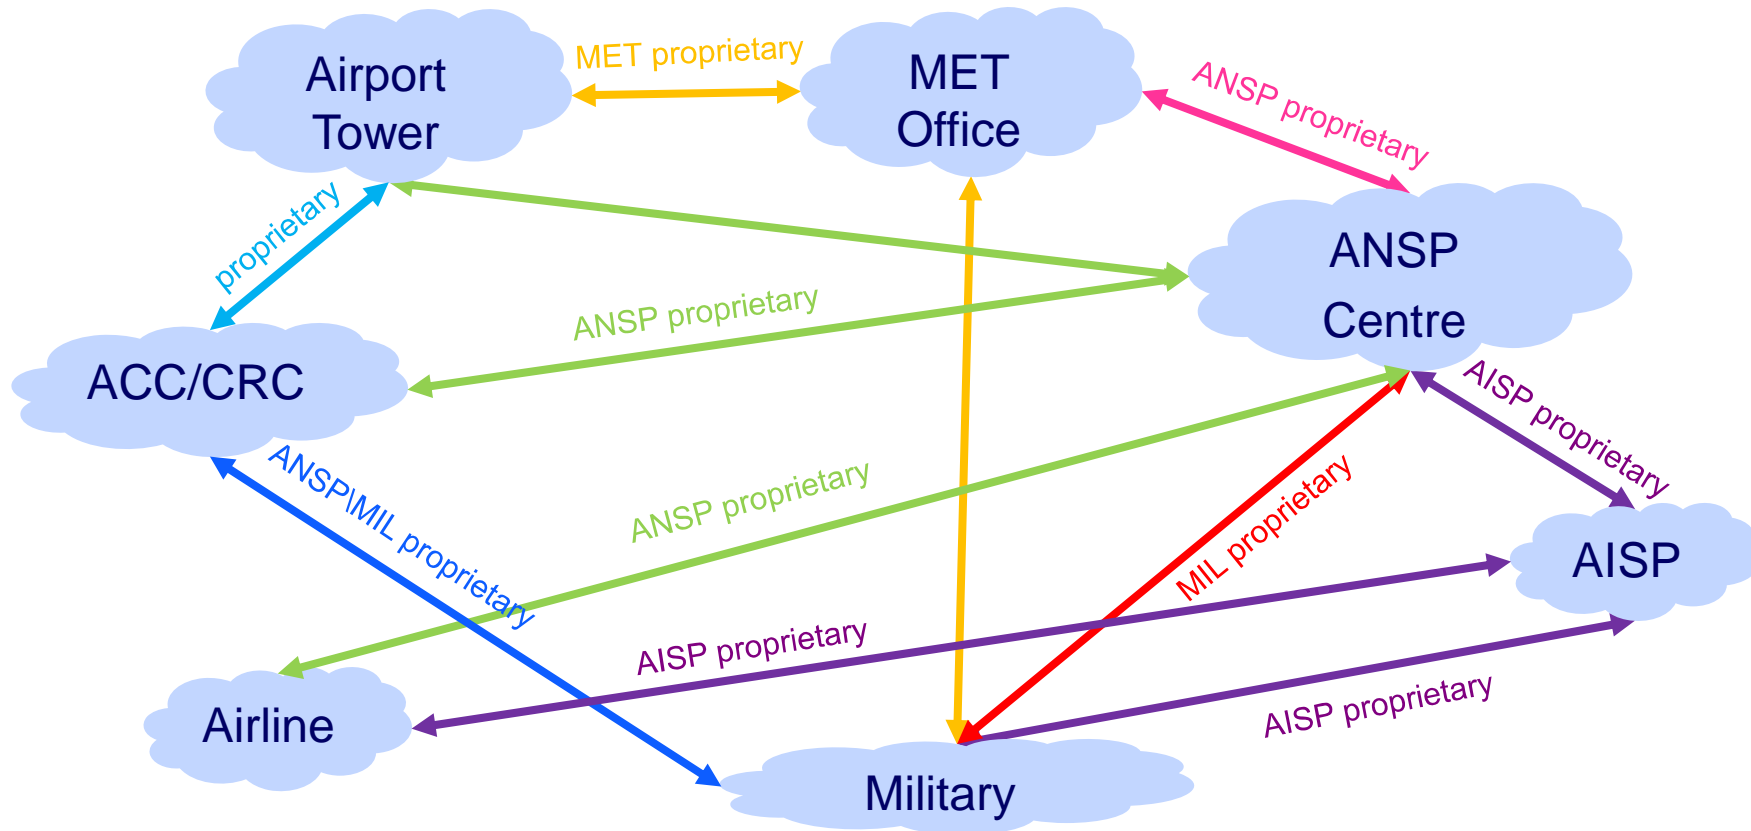 MET proprietary
Airport
Tower
MET
Office
ANSP proprietary
proprietary
ANSP
Centre
ANSP proprietary
ACC/CRC
AISP proprietary
ANSP\MIL proprietary
ANSP proprietary
MIL proprietary
AISP
AISP proprietary
Airline
AISP proprietary
Military